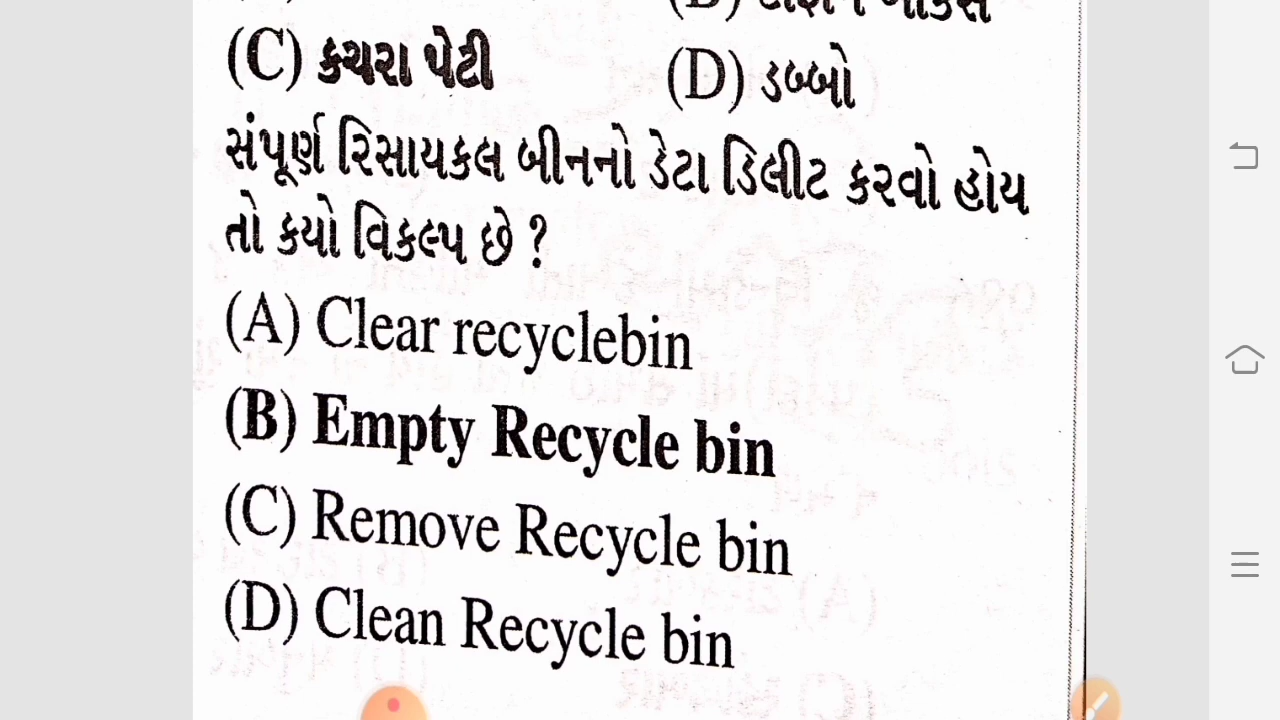 (C) કચરા પેટી (D) ડબ્બો
સંપૂર્ણ રિસાયકલ બીનનો ડેટા ડિલીટ કરવો હોય
તો કયો વિકલ્પ છે ?
(A) Clear recyclebin
(B) Empty Recycle bin
(C) Remove Recycle bin
(D) Clean Recycle bin